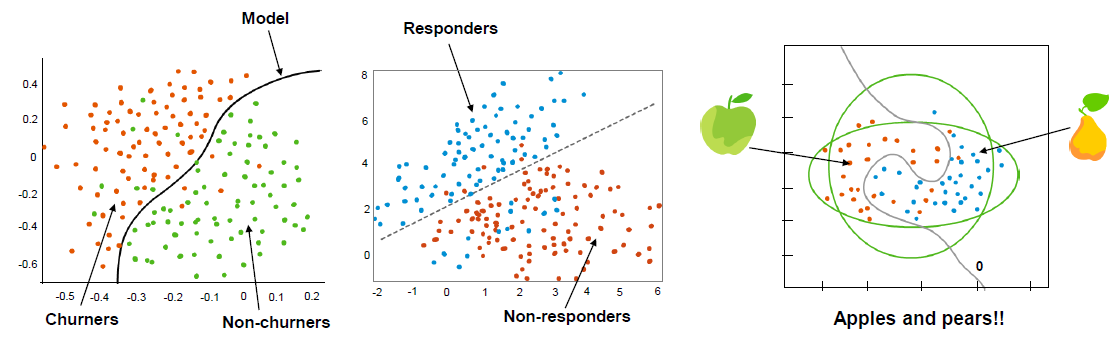 Model
0.4
0.2
0
-0.2
-0.4
-0.6
-0.5 -0.4 -0.3 -0.2 -0.1 0 0.1 0.2
Churners
Non-churners
Responders
8
6
4
2
0
-2 -1 0 1 2 3 4 5 6
Non-responders
0
Apples and pears!!